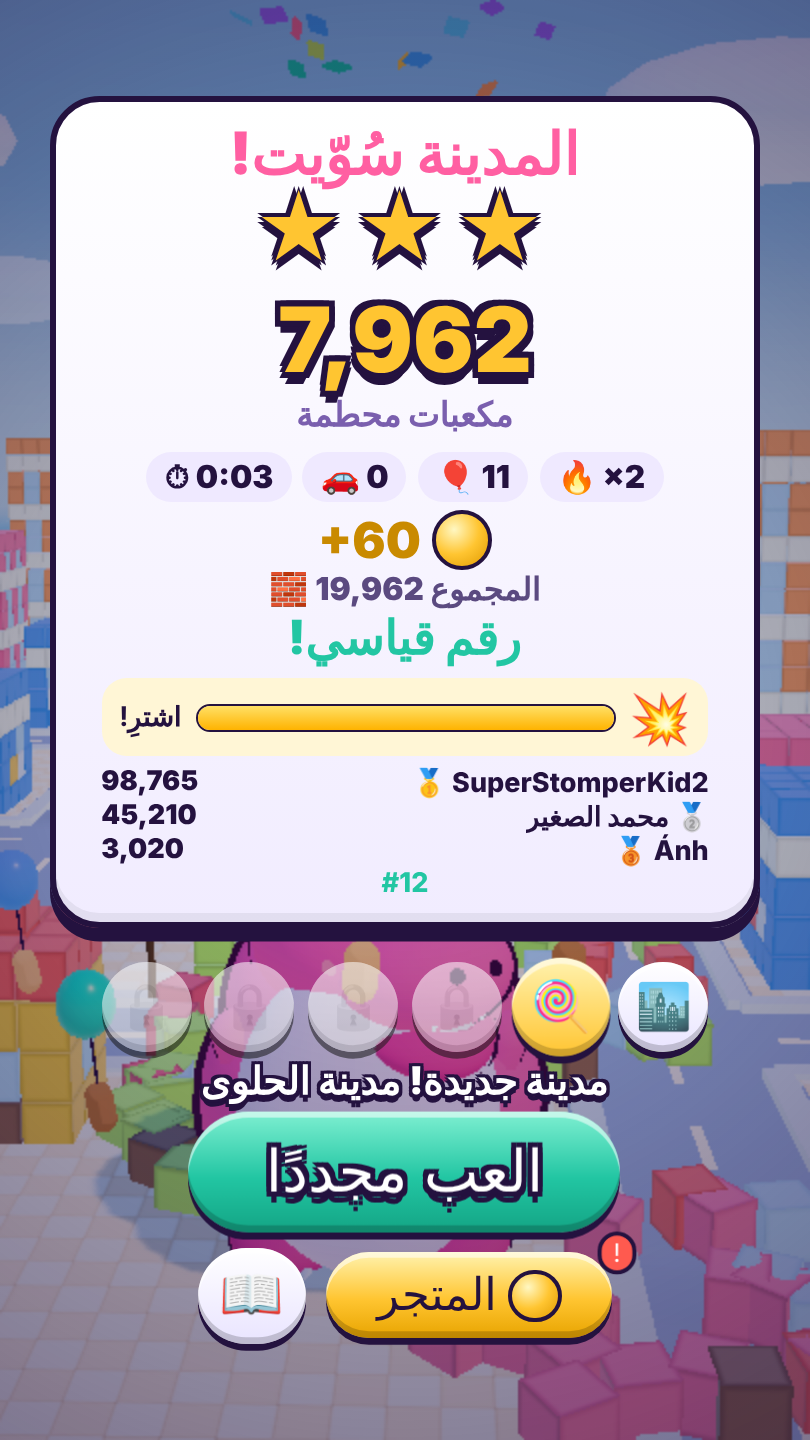 المدينة سُوّيت!
7,962
مكعبات محطمة
×2 11 0 0:03
+60
المجموع 19,962
رقم قياسي!
اشترِ!
SuperStomperKid2 98,765
محمد الصغير 45,210
Ánh 3,020
#12
مدينة جديدة! مدينة الحلوى
العب مجددًا
!
المتجر